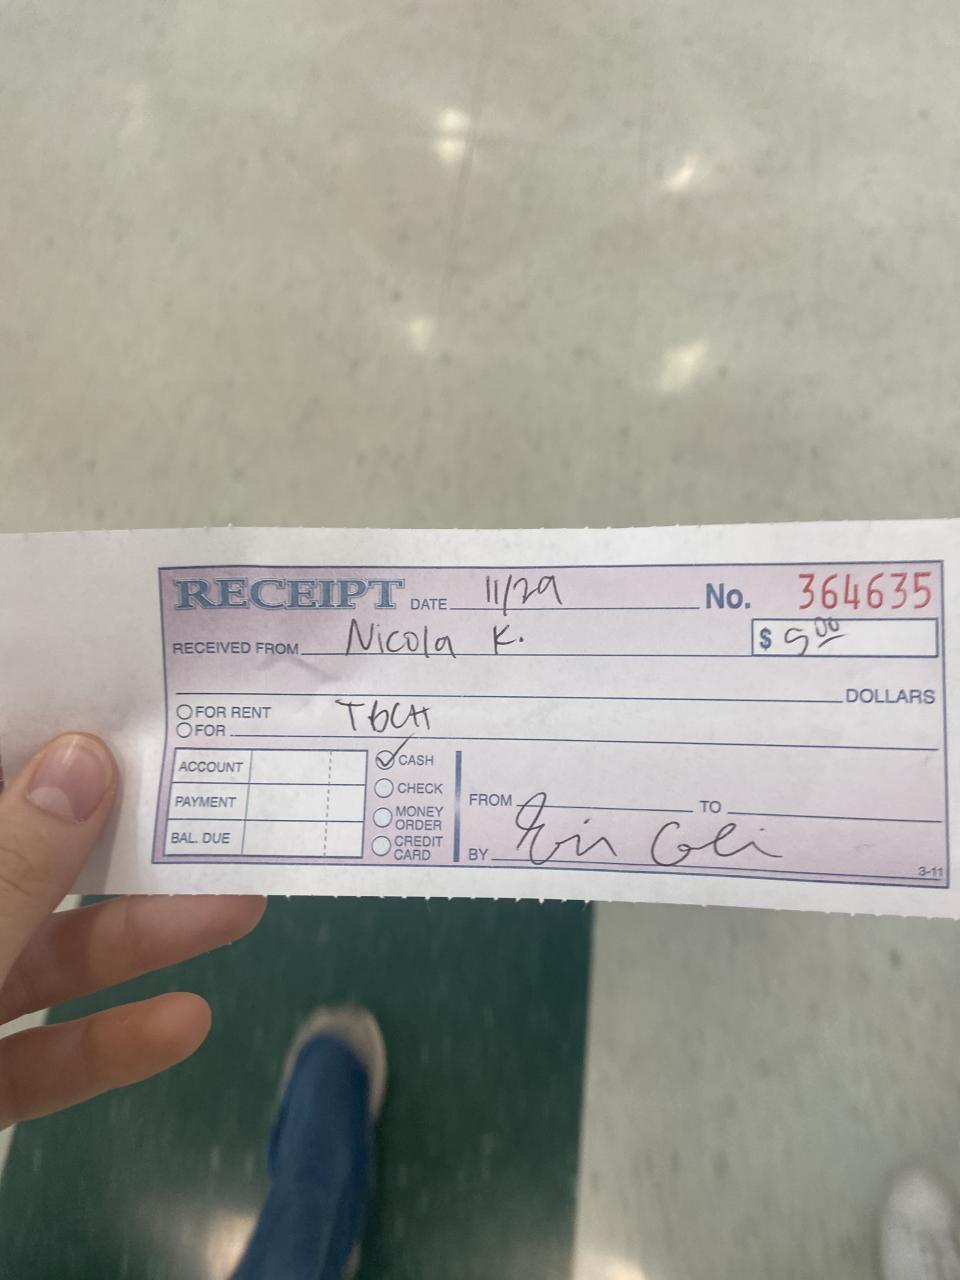 RECEIPT DATE 11/29 No. 364635
RECEIVED FROM Nicola K. $ 5 00
DOLLARS
FOR RENT
FOR TBCH
ACCOUNT
PAYMENT
BAL. DUE
CASH
CHECK
MONEY ORDER
CREDIT CARD
FROM TO
BY
3-11